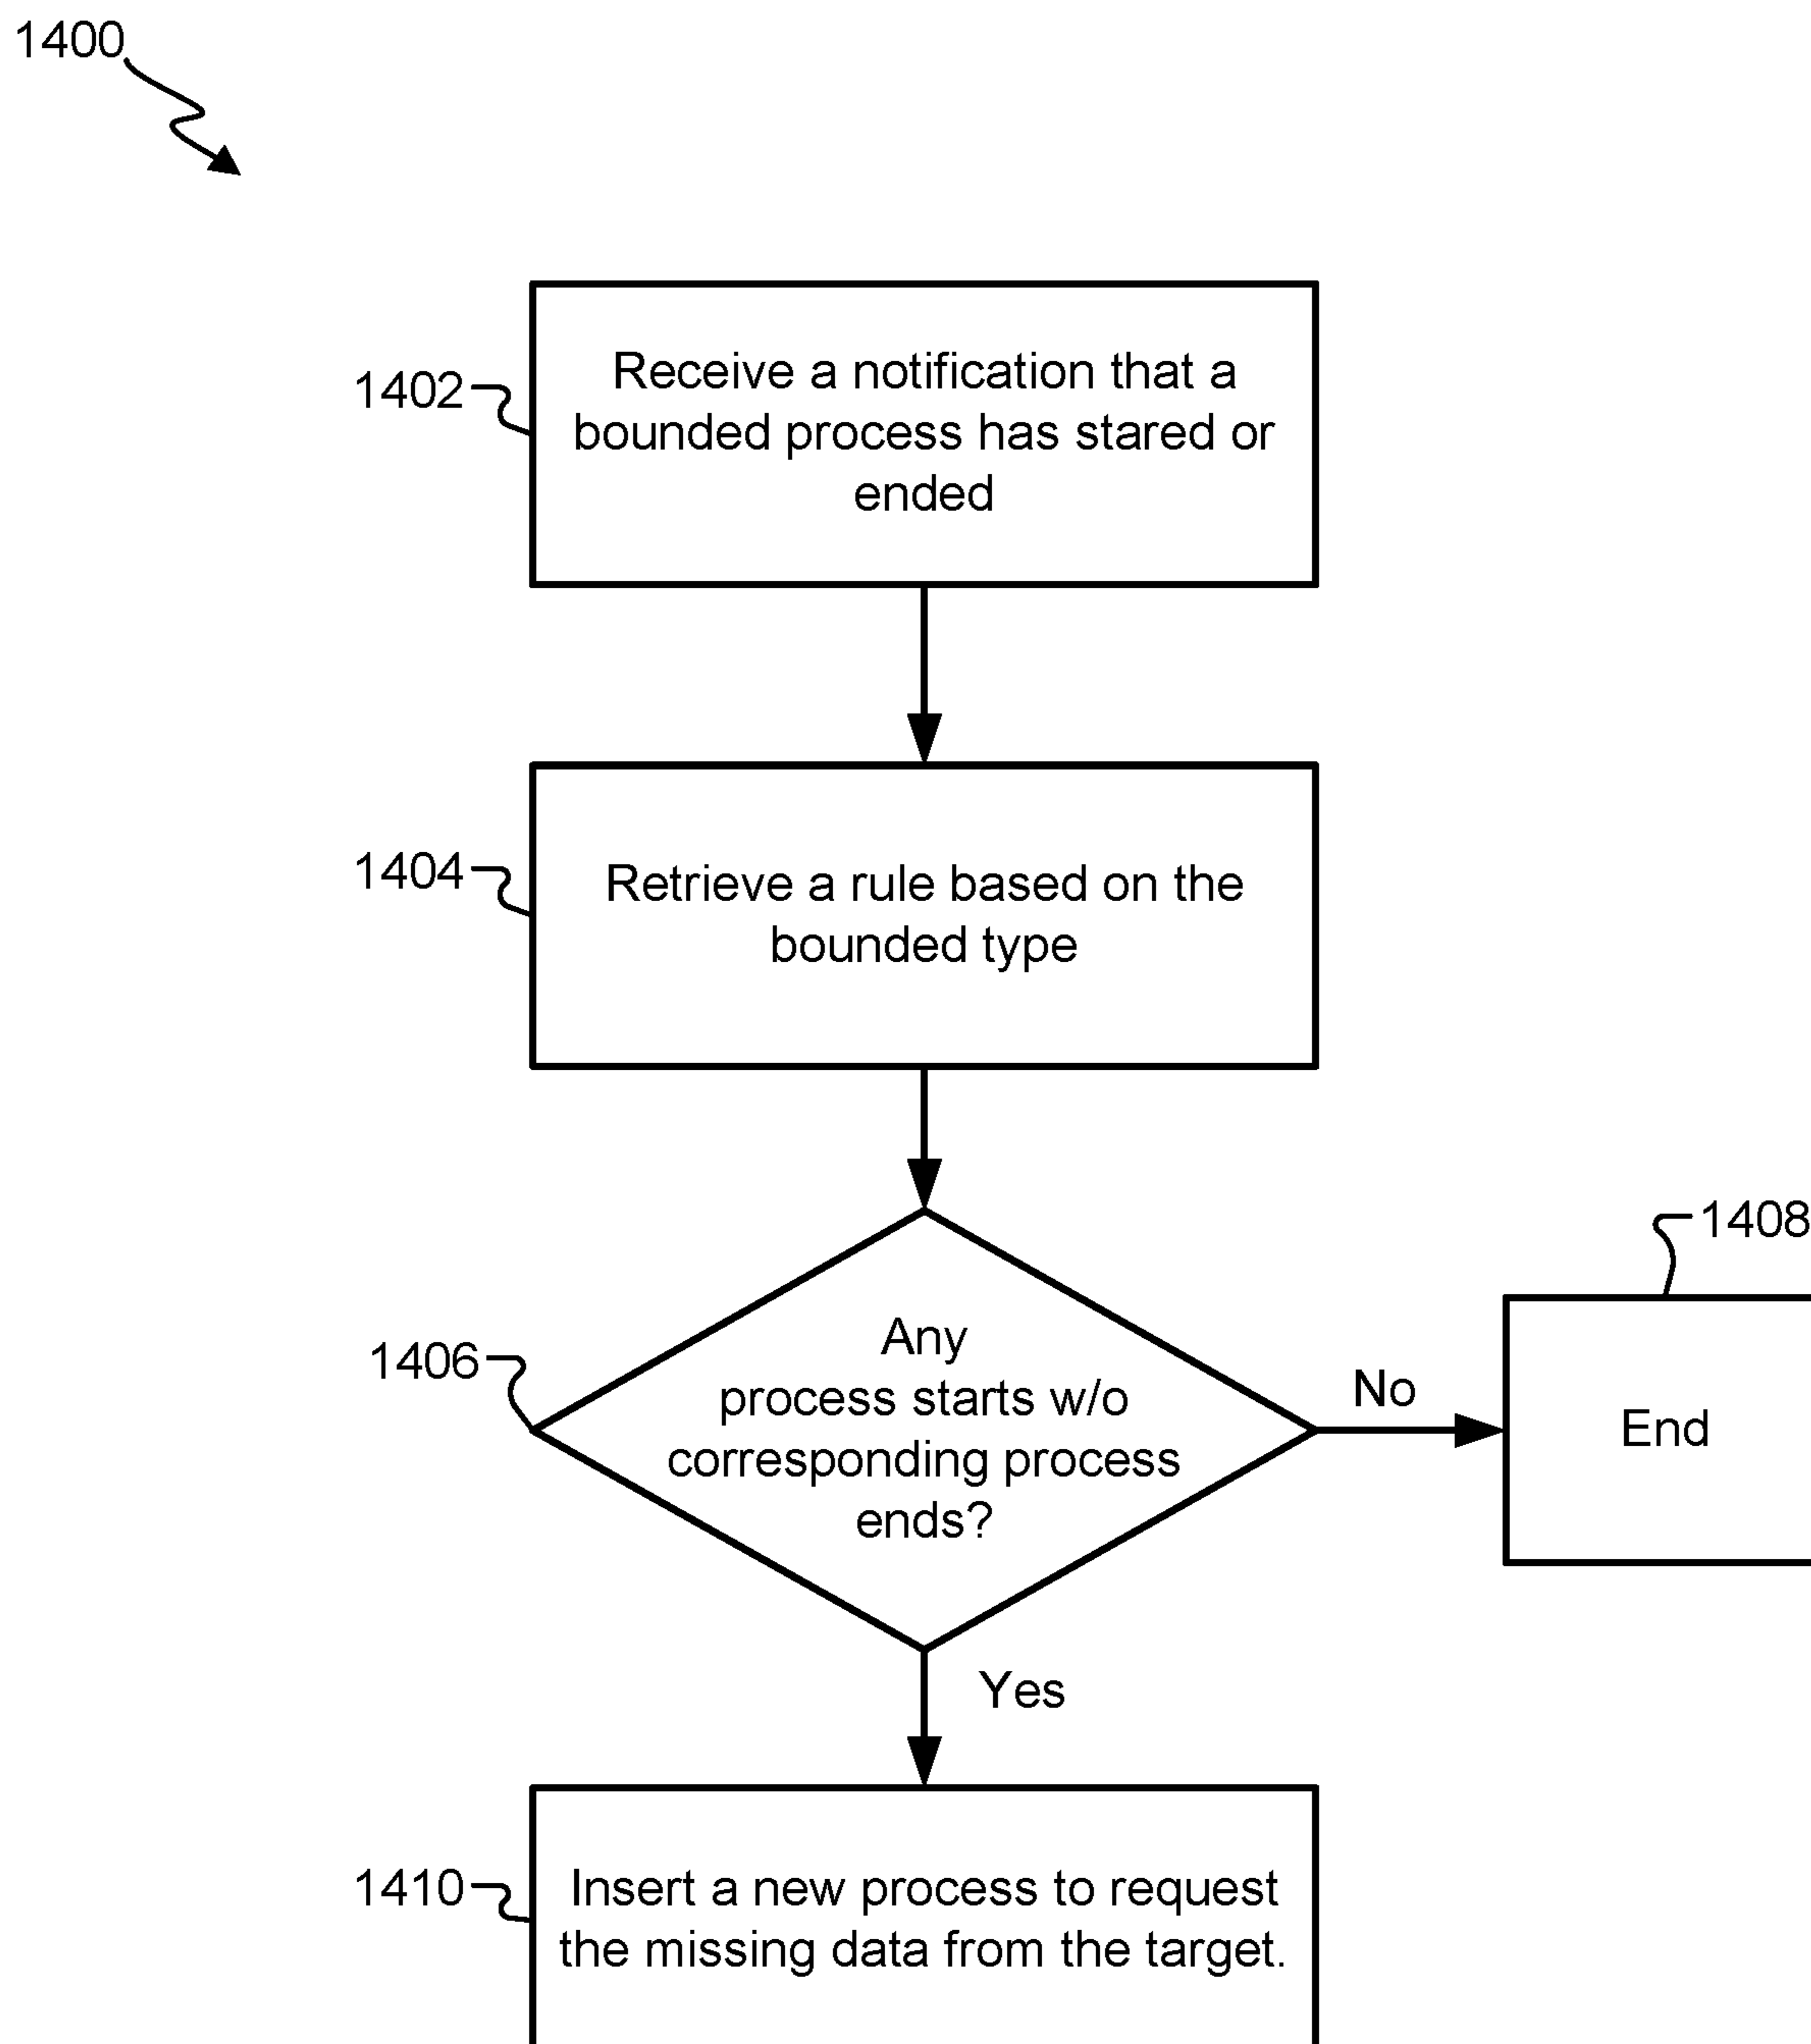 1400
1402
Receive a notification that a
bounded process has stared or
ended
1404
Retrieve a rule based on the
bounded type
1408
1406
Any
process starts w/o
corresponding process
ends?
No
End
Yes
1410
Insert a new process to request
the missing data from the target.